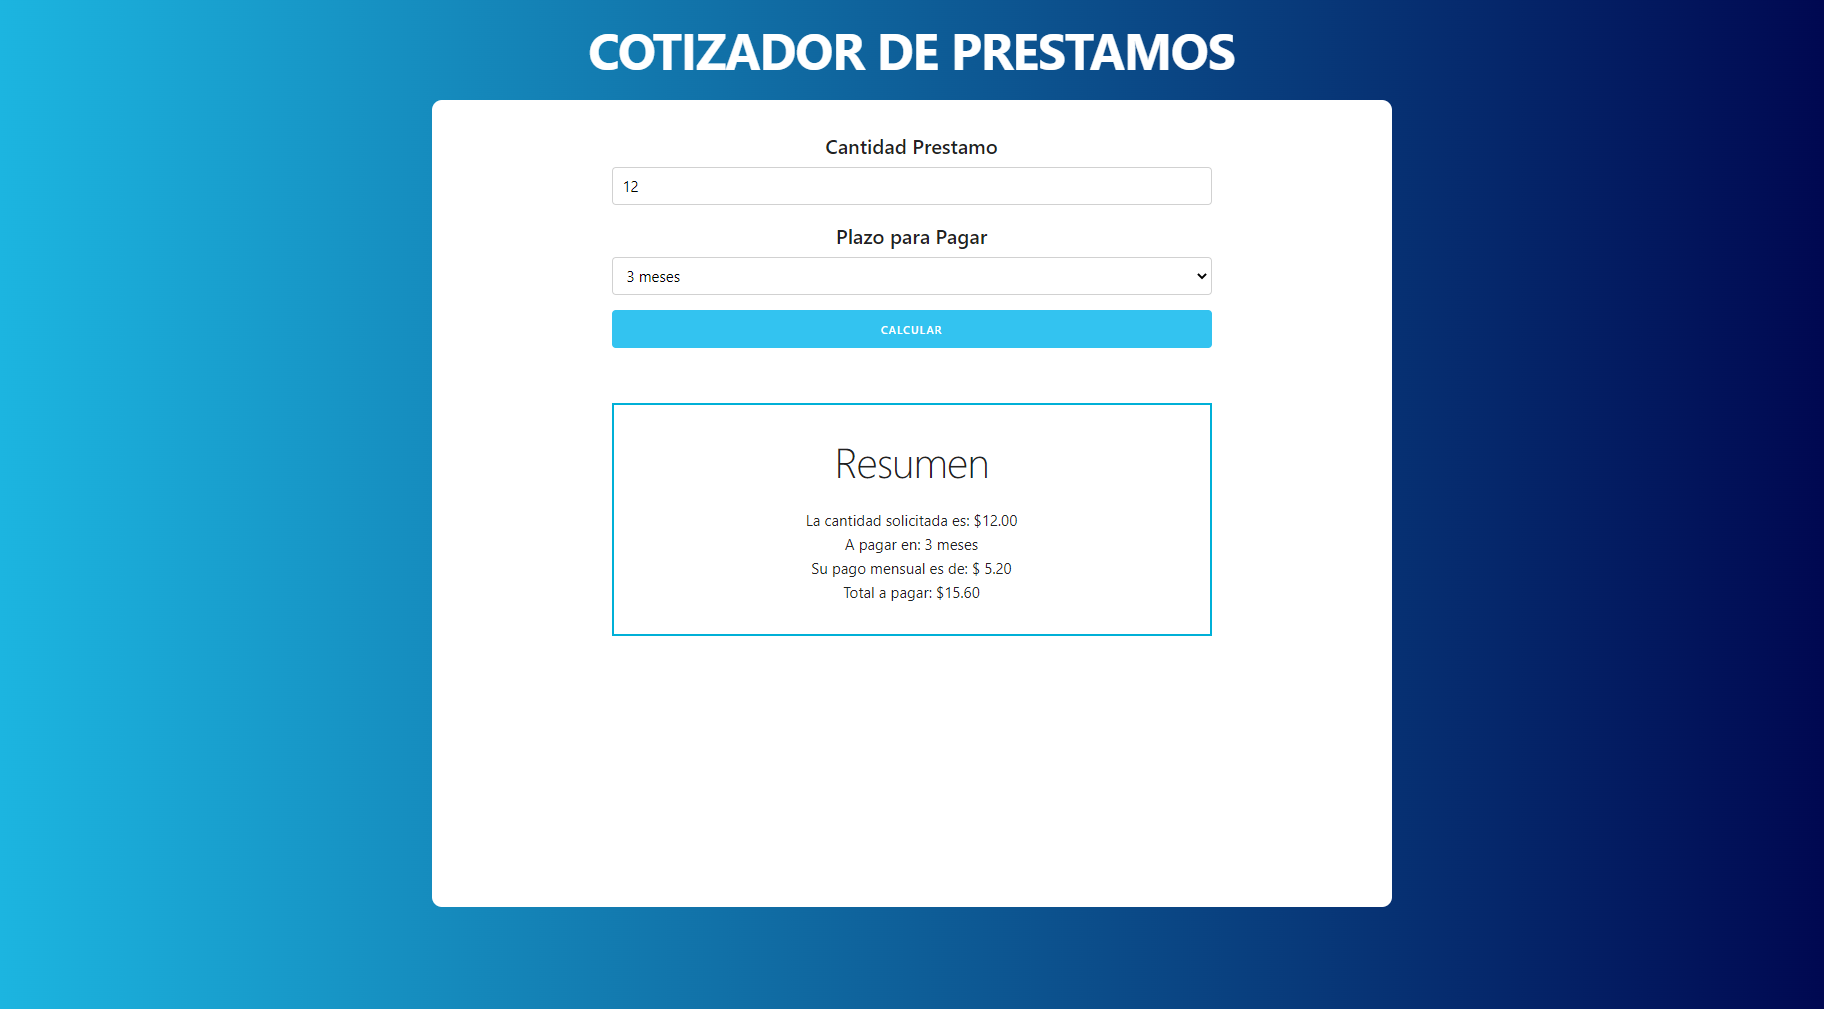 COTIZADOR DE PRESTAMOS
Cantidad Prestamo
12
Plazo para Pagar
3 meses
CALCULAR
Resumen
La cantidad solicitada es: $12.00
A pagar en: 3 meses
Su pago mensual es de: $ 5.20
Total a pagar: $15.60